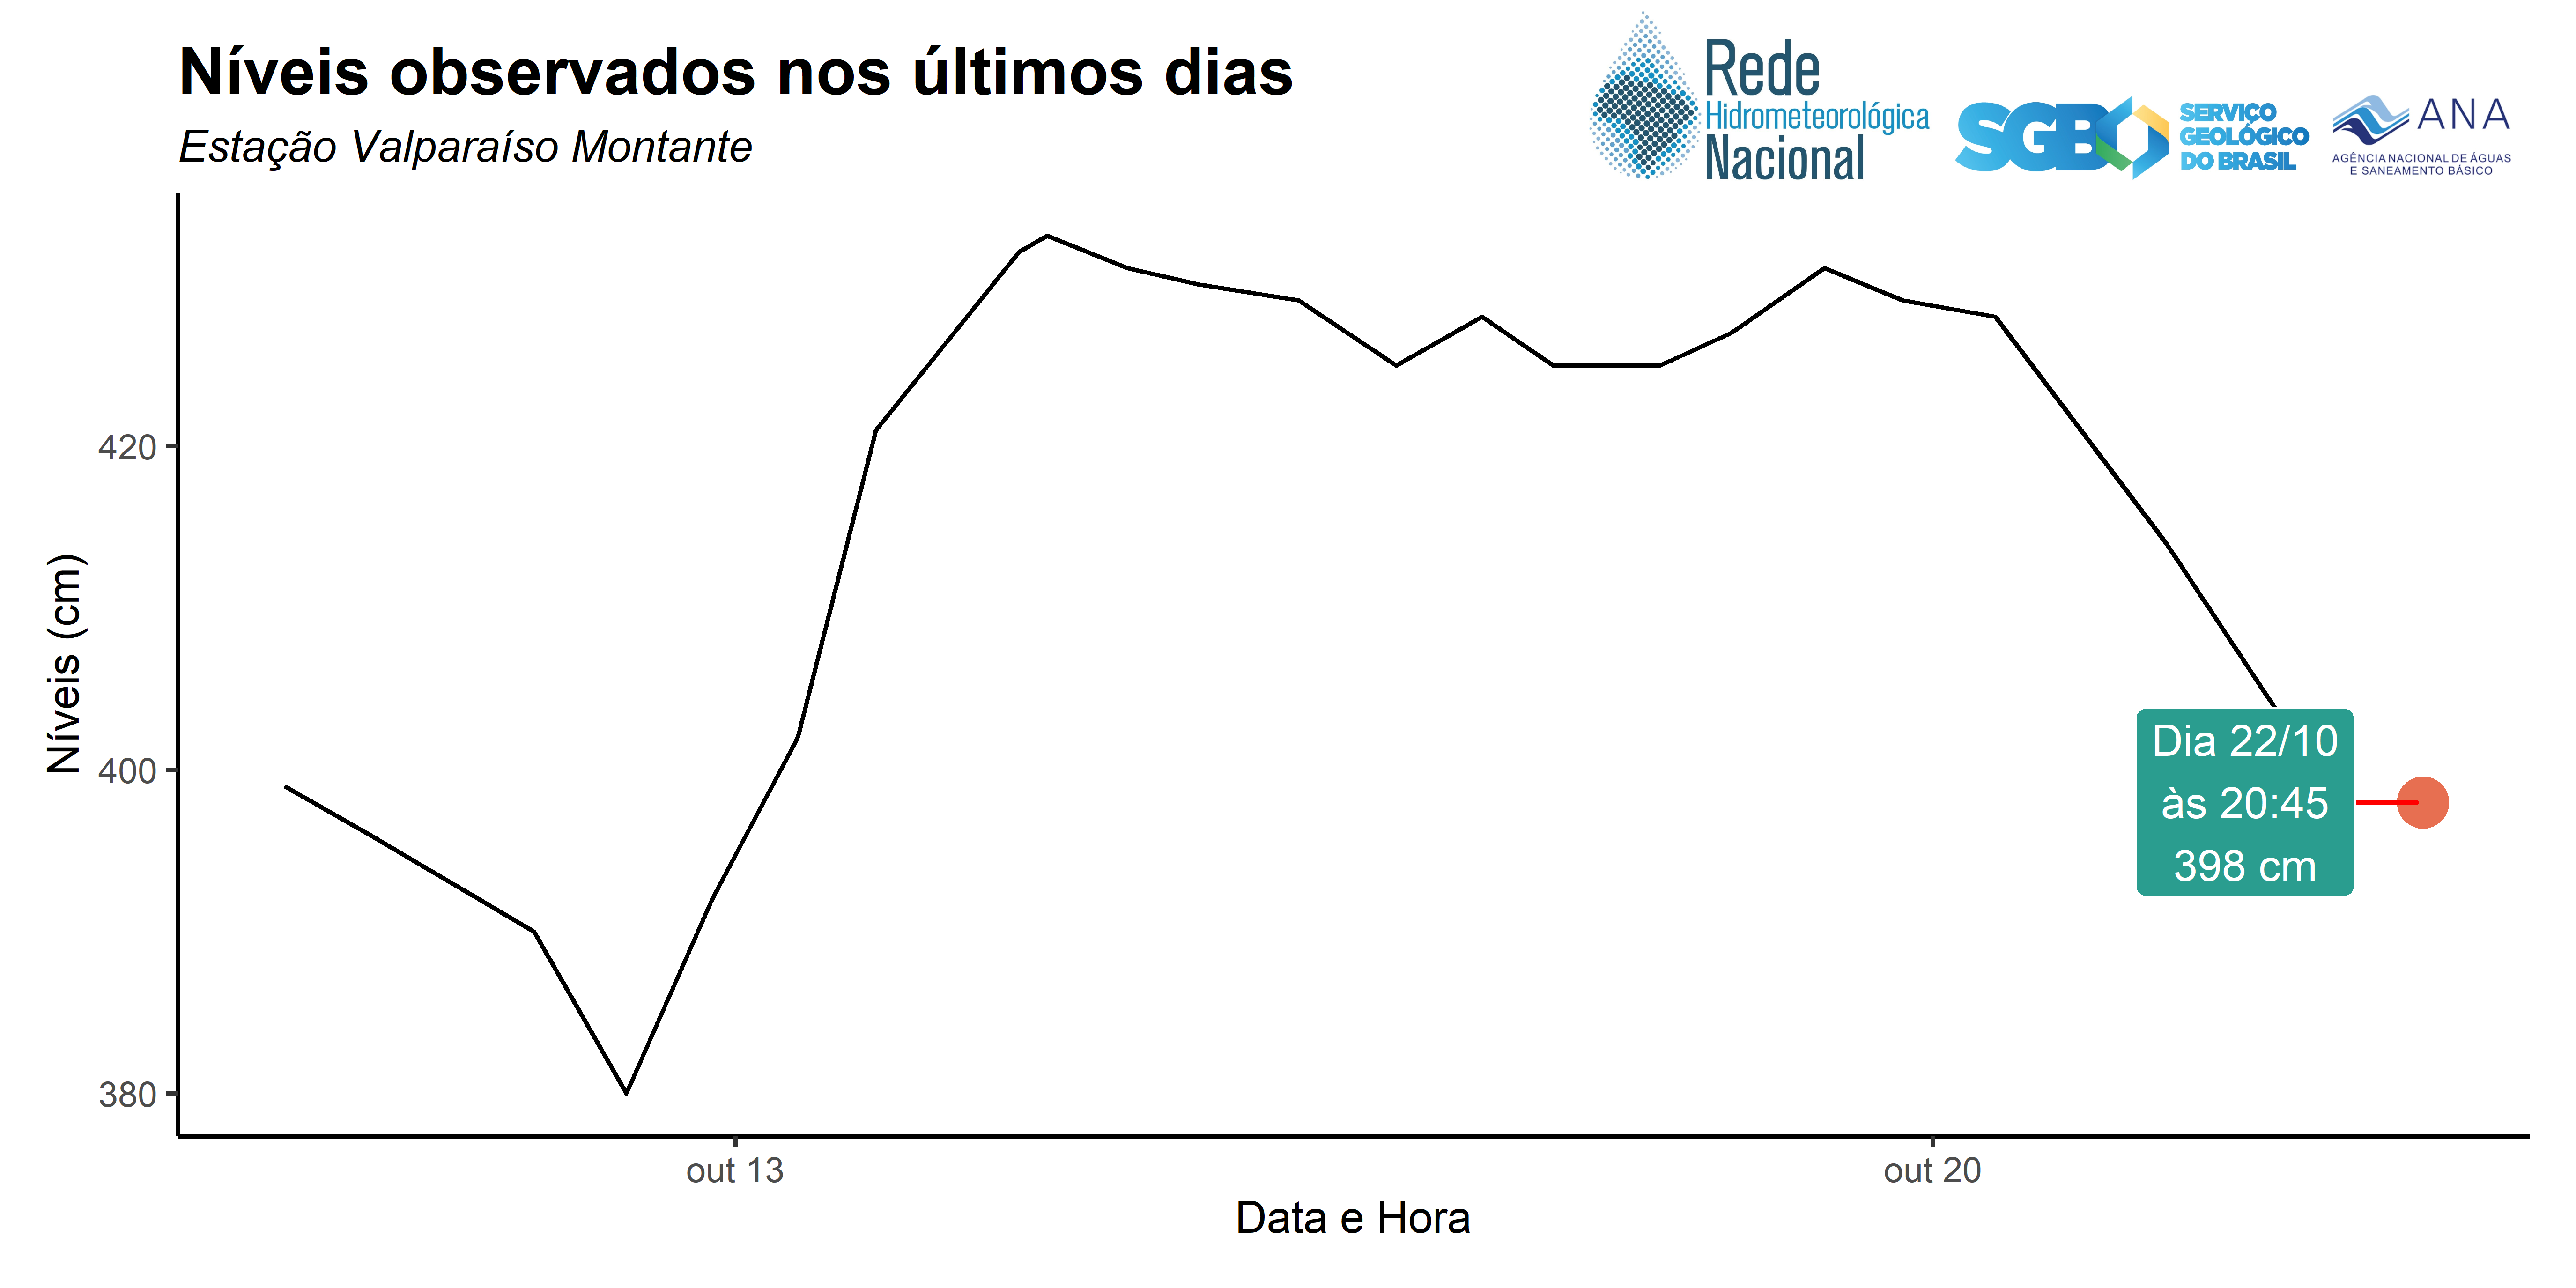 Níveis observados nos últimos dias
Estação Valparaíso Montante
Rede
Hidrometeorológica
Nacional
SGB
SERVIÇO
GEOLÓGICO
DO BRASIL
ANA
AGÊNCIA NACIONAL DE ÁGUAS
E SANEAMENTO BÁSICO
Níveis (cm)
420
400
380
Dia 22/10
às 20:45
398 cm
out 13
out 20
Data e Hora